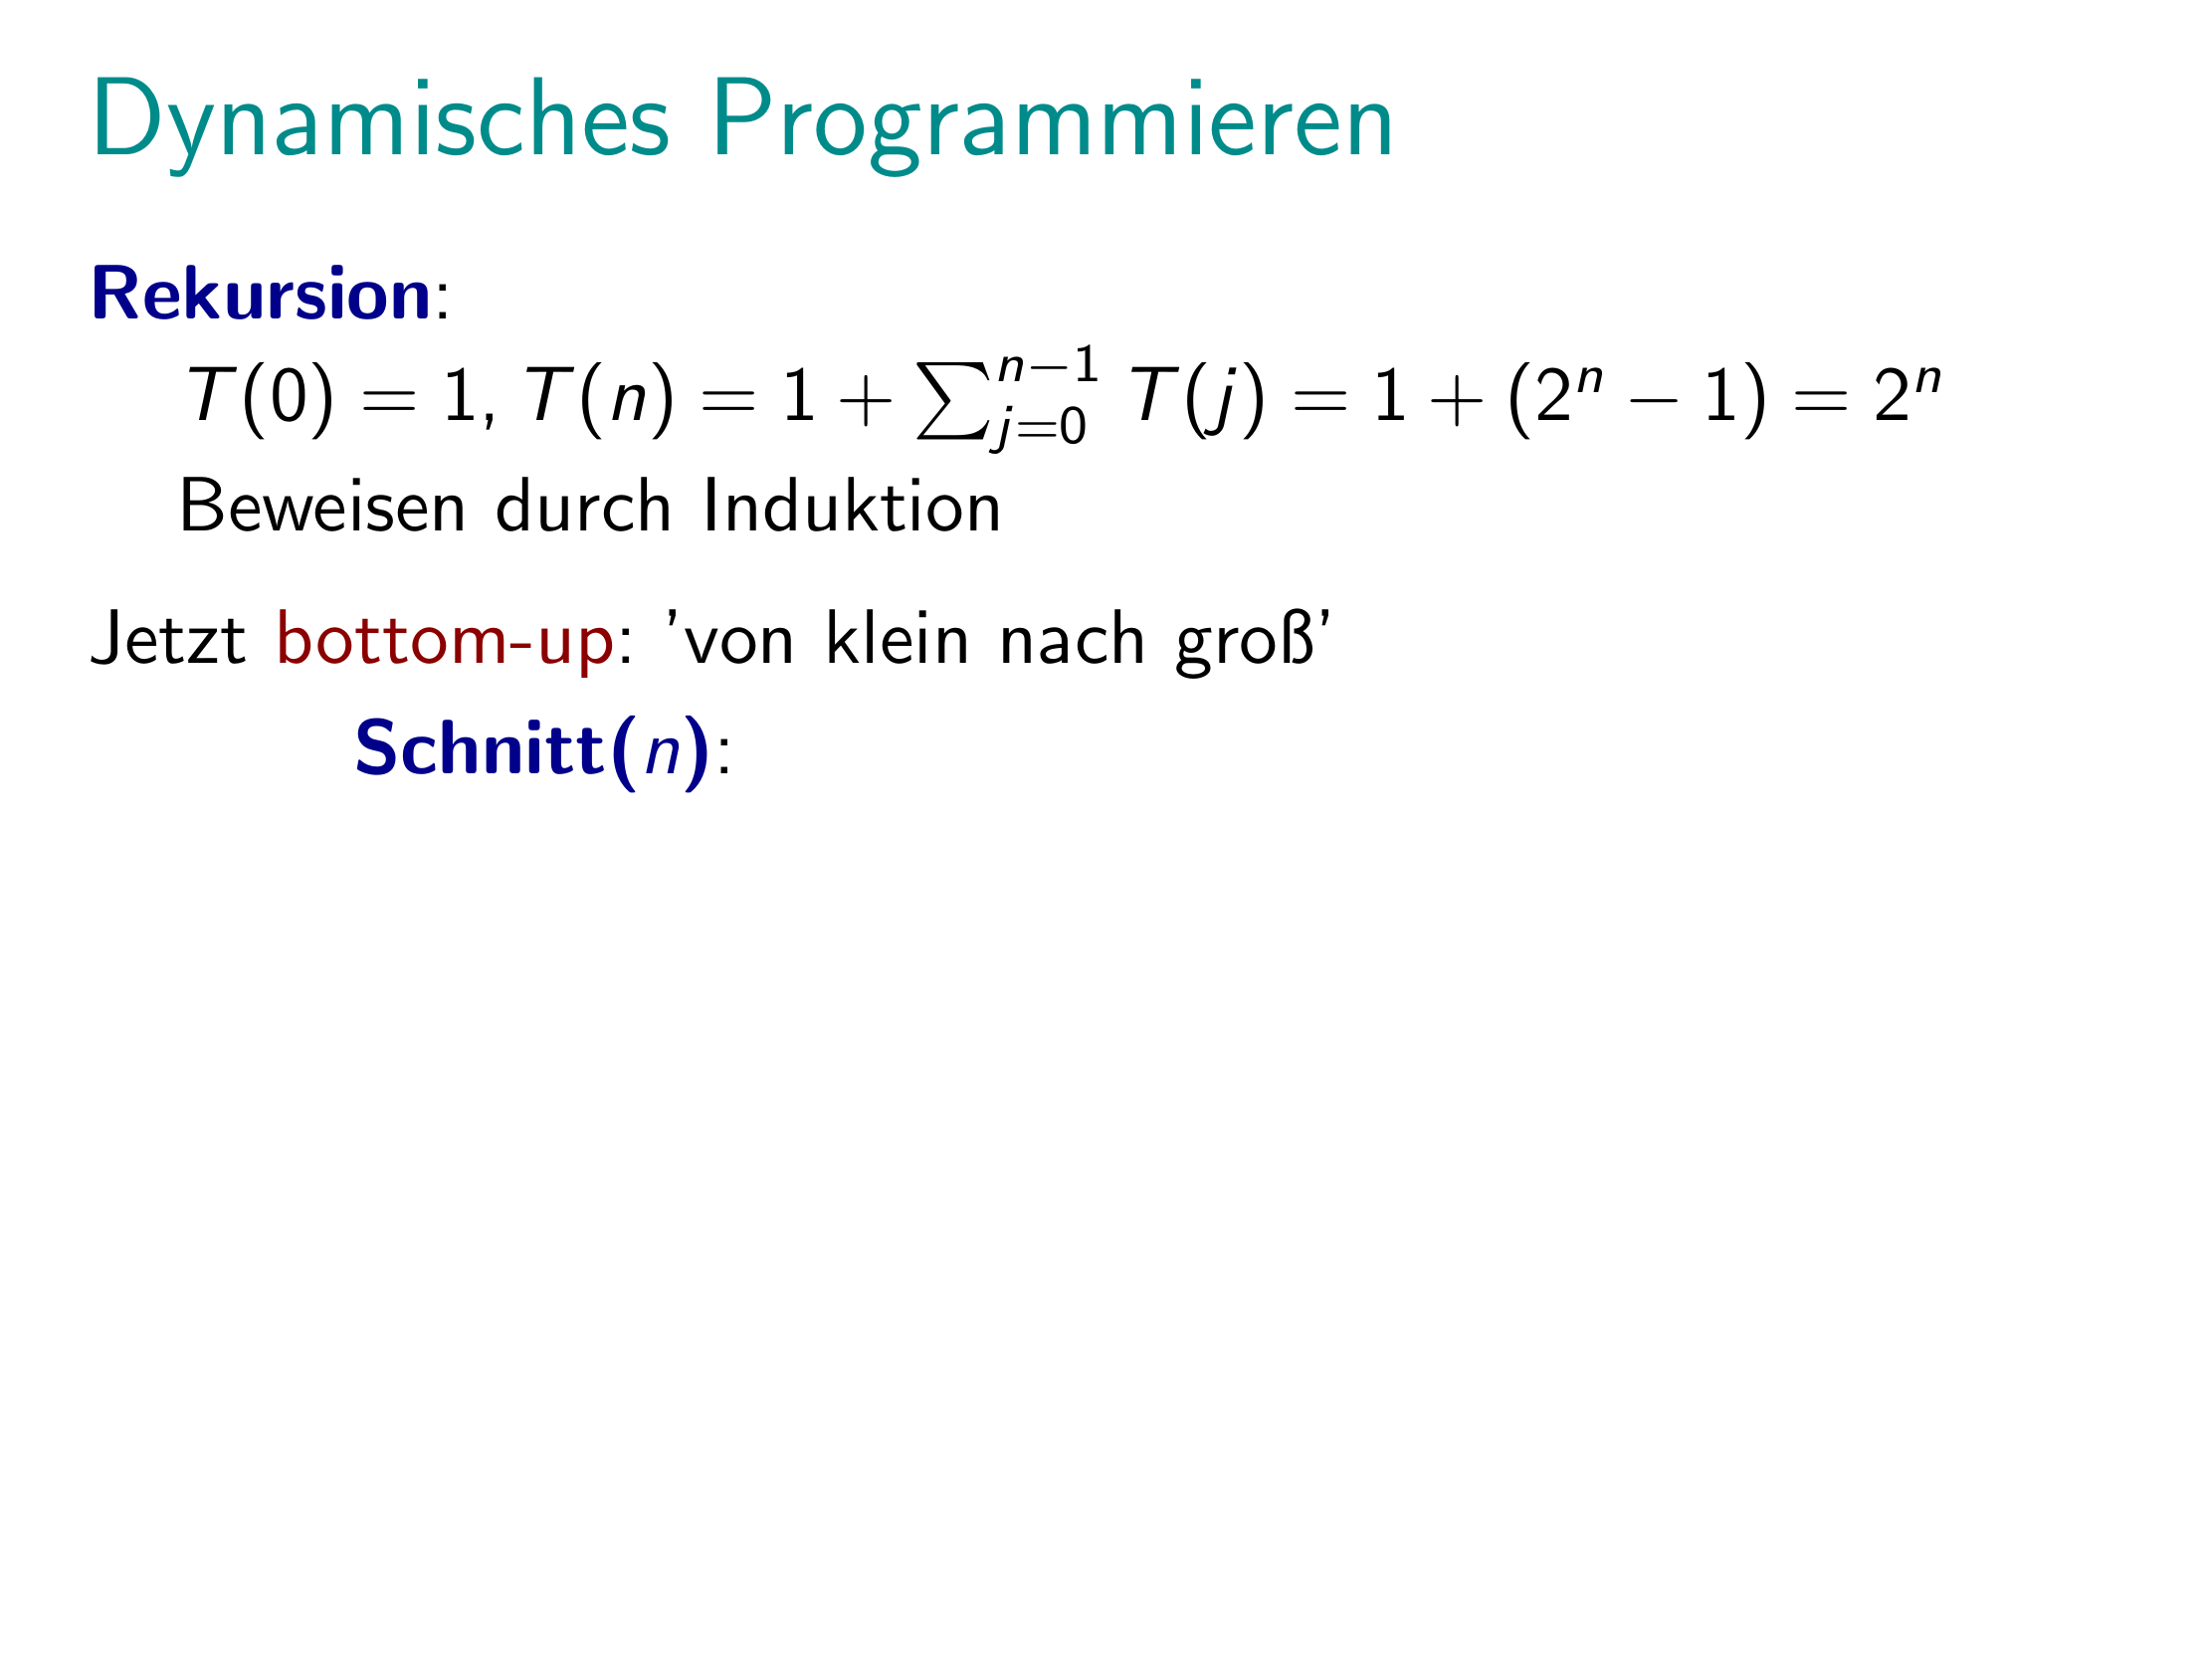 Dynamisches Programmieren
Rekursion:
T(0) = 1, T(n) = 1 + ∑_{j=0}^{n−1} T(j) = 1 + (2^n − 1) = 2^n
Beweisen durch Induktion
Jetzt bottom-up: ’von klein nach groß’
Schnitt(n):